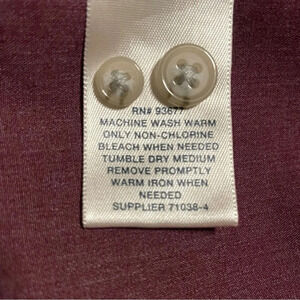 RN# 93677
MACHINE WASH WARM
ONLY NON-CHLORINE
BLEACH WHEN NEEDED
TUMBLE DRY MEDIUM
REMOVE PROMPTLY
WARM IRON WHEN
NEEDED
SUPPLIER 71038-4